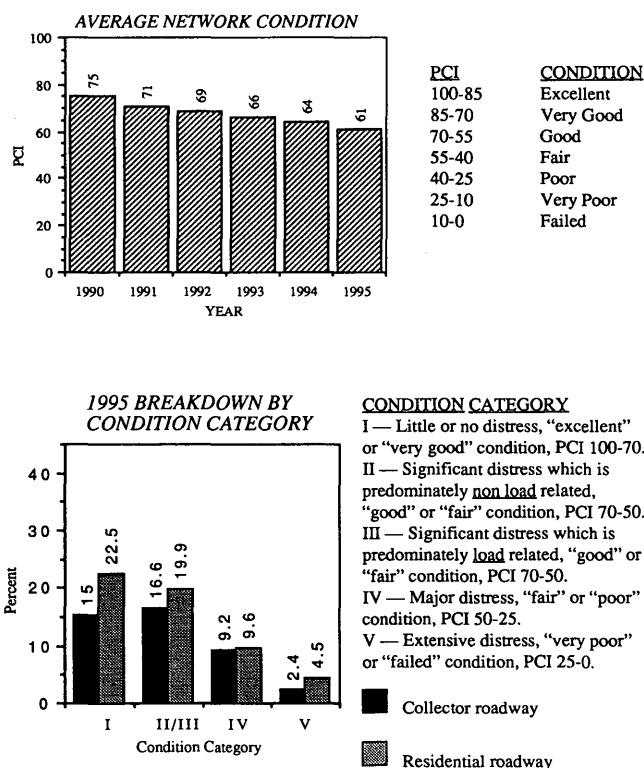 AVERAGE NETWORK CONDITION
100
80
60
40
20
0
PCI
75
71
69
66
64
61
1990 1991 1992 1993 1994 1995
YEAR
PCI CONDITION
100-85 Excellent
85-70 Very Good
70-55 Good
55-40 Fair
40-25 Poor
25-10 Very Poor
10-0 Failed
1995 BREAKDOWN BY
CONDITION CATEGORY
40
30
20
10
0
Percent
15
22.5
16.6
19.9
9.2
9.6
2.4
4.5
I II/III IV V
Condition Category
CONDITION CATEGORY
I — Little or no distress, “excellent”
or “very good” condition, PCI 100-70.
II — Significant distress which is
predominately non load related,
“good” or “fair” condition, PCI 70-50.
III — Significant distress which is
predominately load related, “good” or
“fair” condition, PCI 70-50.
IV — Major distress, “fair” or “poor”
condition, PCI 50-25.
V — Extensive distress, “very poor”
or “failed” condition, PCI 25-0.
Collector roadway
Residential roadway